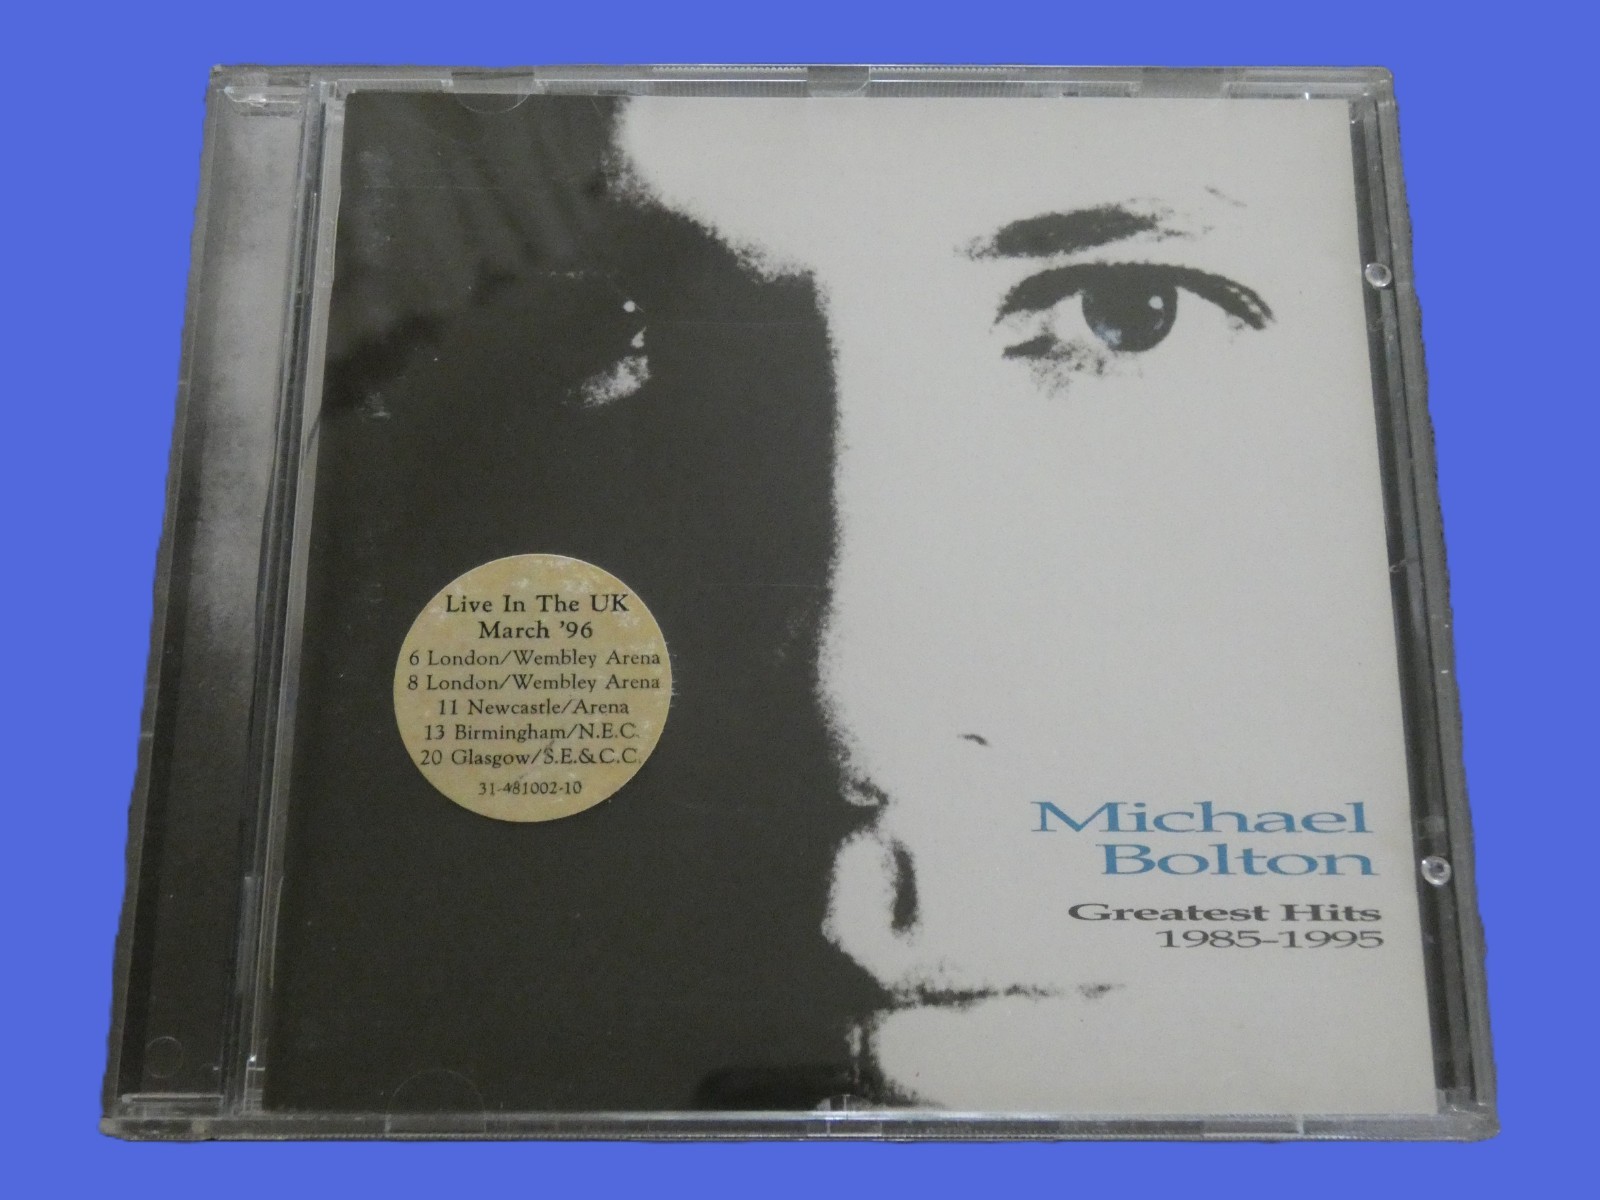 Live In The UK
March '96
6 London/Wembley Arena
8 London/Wembley Arena
11 Newcastle/Arena
13 Birmingham/N.E.C.
20 Glasgow/S.E.&C.C.
31-481002-10
Michael
Bolton
Greatest Hits
1985-1995